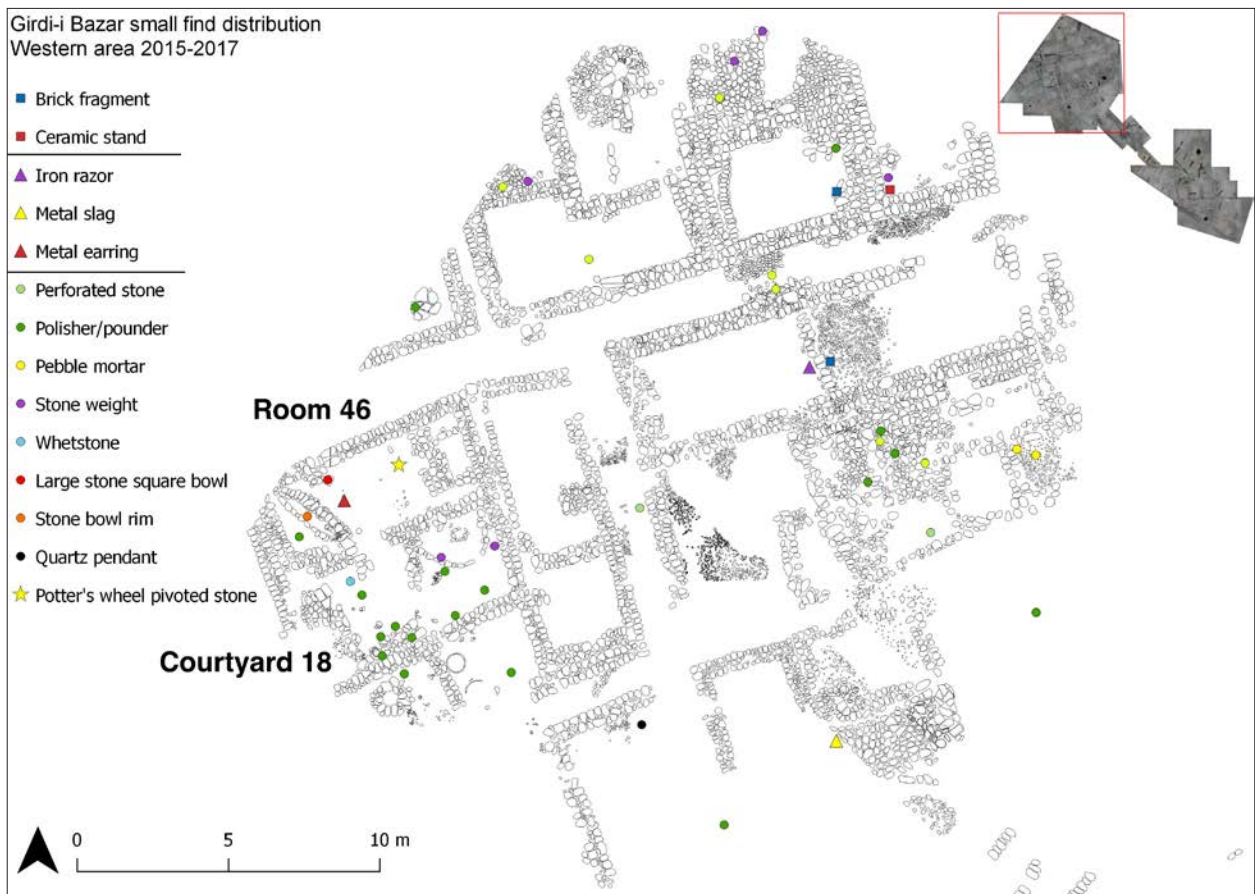 Girdi-i Bazar small find distribution
Western area 2015-2017
Brick fragment
Ceramic stand
Iron razor
Metal slag
Metal earring
Perforated stone
Polisher/pounder
Pebble mortar
Stone weight
Whetstone
Large stone square bowl
Stone bowl rim
Quartz pendant
Potter's wheel pivoted stone
Room 46
Courtyard 18
0 5 10 m